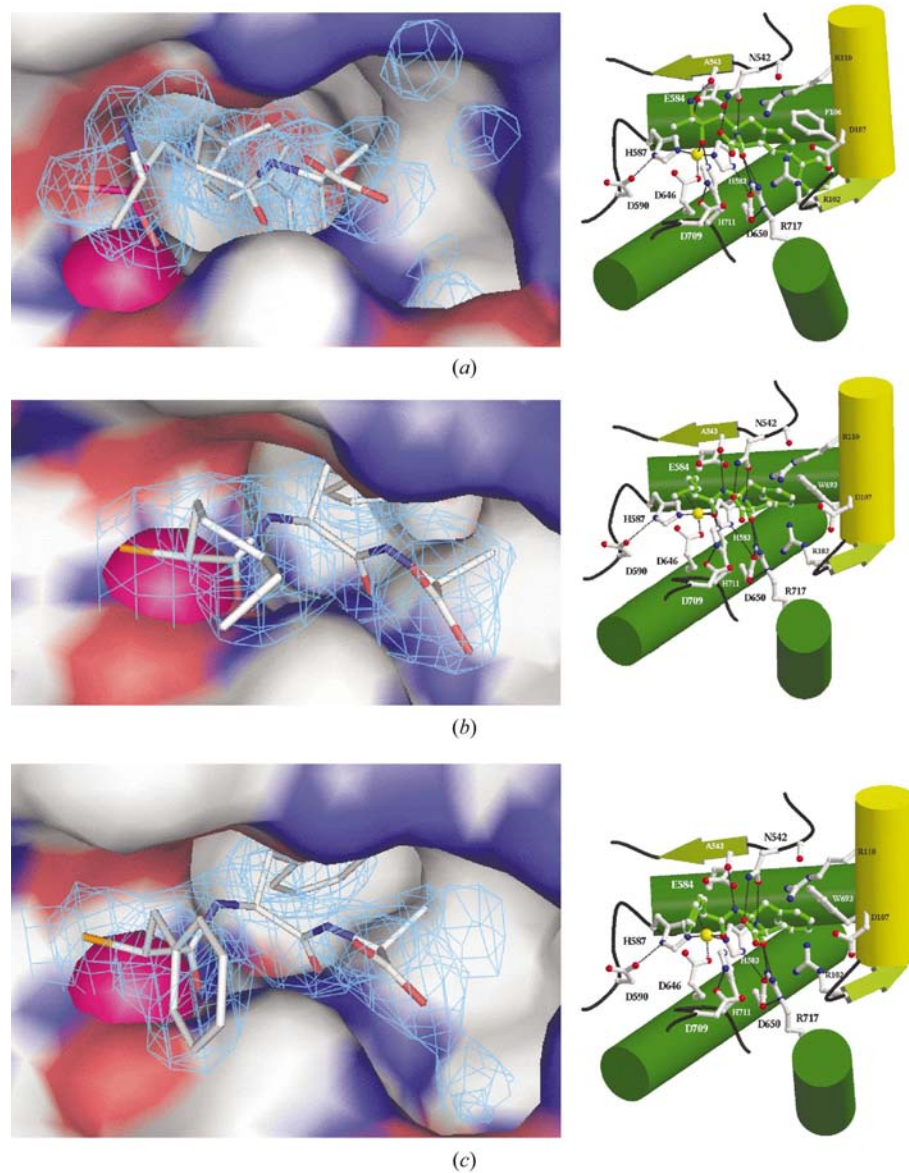 A543 N542
R110
E584
F106
D107
H587
H583
D646
R102
D590
H711
R717
D709 D650
(a)
A543 N542
R110
E584
W693
D107
H587
H583
D646
R102
D590
H711
R717
D709 D650
(b)
A543 N542
R110
E584
W693
D107
H587
H583
D646
R102
D590
H711
R717
D709 D650
(c)